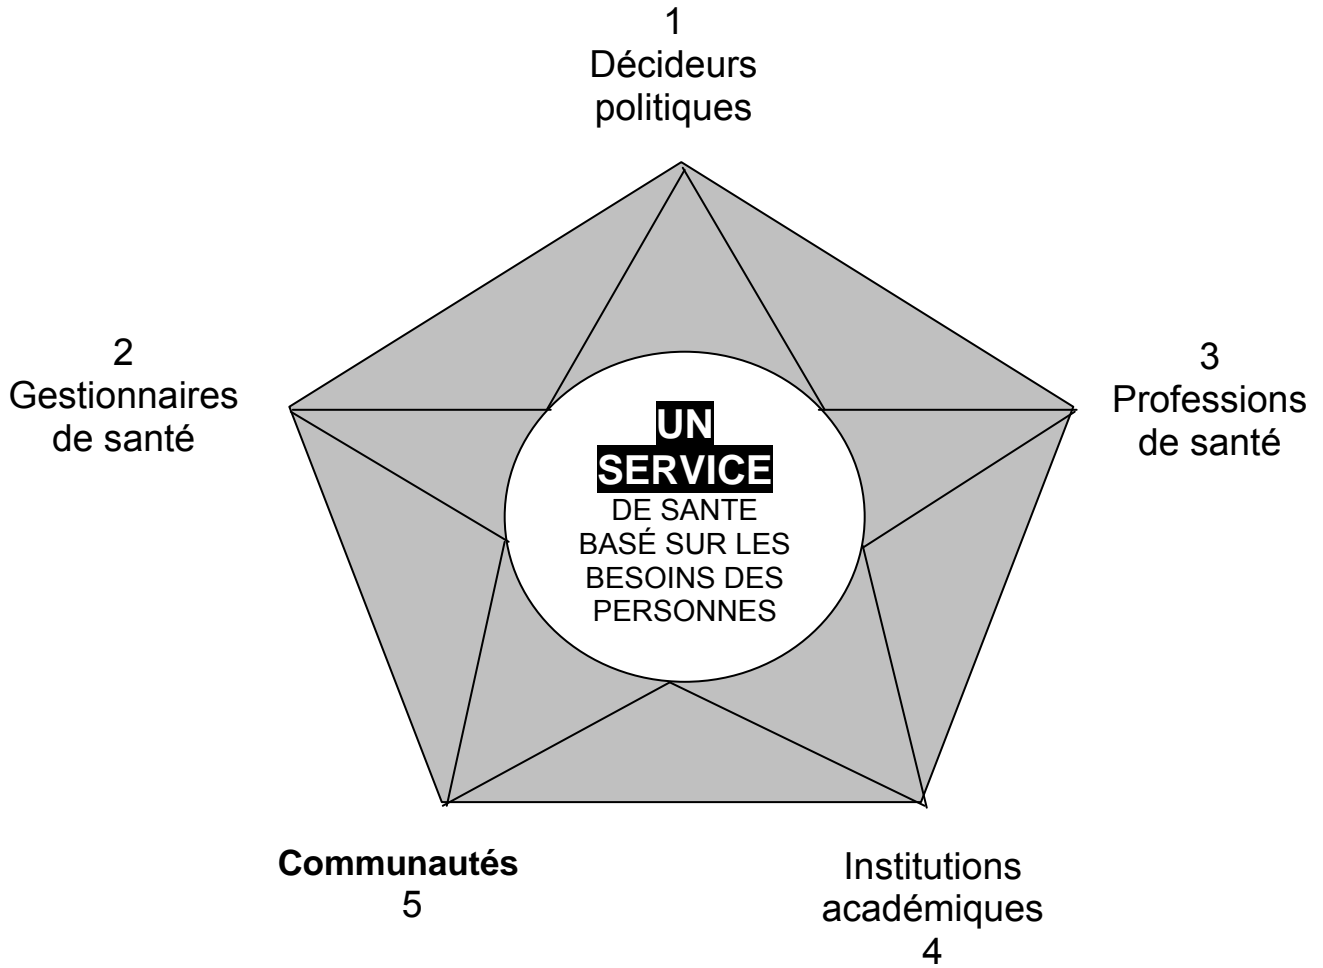 1
Décideurs
politiques
2
Gestionnaires
de santé
3
Professions
de santé
UN
SERVICE
DE SANTE
BASÉ SUR LES
BESOINS DES
PERSONNES
Communautés
5
Institutions
académiques
4